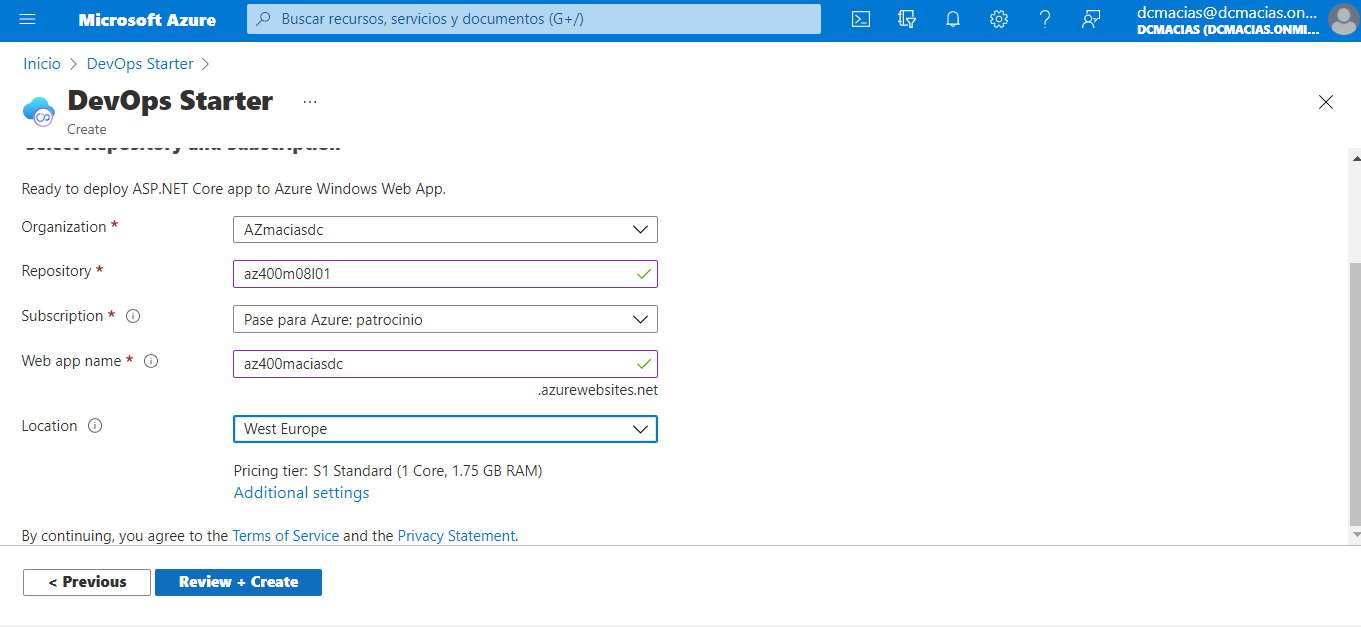 Microsoft Azure
Buscar recursos, servicios y documentos (G+/)
dcmacias@dcmacias.on...
DCMACIAS (DCMACIAS.ONMI...
Inicio > DevOps Starter >
DevOps Starter ...
Create
Select Repository and Subscription
Ready to deploy ASP.NET Core app to Azure Windows Web App.
Organization *
AZmaciasdc
Repository *
az400m08l01
Subscription *
Pase para Azure: patrocinio
Web app name *
az400maciasdc
.azurewebsites.net
Location
West Europe
Pricing tier: S1 Standard (1 Core, 1.75 GB RAM)
Additional settings
By continuing, you agree to the Terms of Service and the Privacy Statement.
< Previous
Review + Create